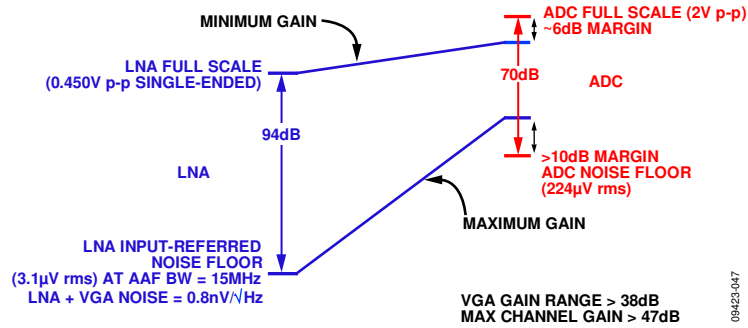 MINIMUM GAIN
ADC FULL SCALE (2V p-p)
~6dB MARGIN
LNA FULL SCALE
(0.450V p-p SINGLE-ENDED)
70dB
ADC
94dB
LNA
>10dB MARGIN
ADC NOISE FLOOR
(224µV rms)
MAXIMUM GAIN
LNA INPUT-REFERRED
NOISE FLOOR
(3.1µV rms) AT AAF BW = 15MHz
LNA + VGA NOISE = 0.8nV/√Hz
VGA GAIN RANGE > 38dB
MAX CHANNEL GAIN > 47dB
09423-047